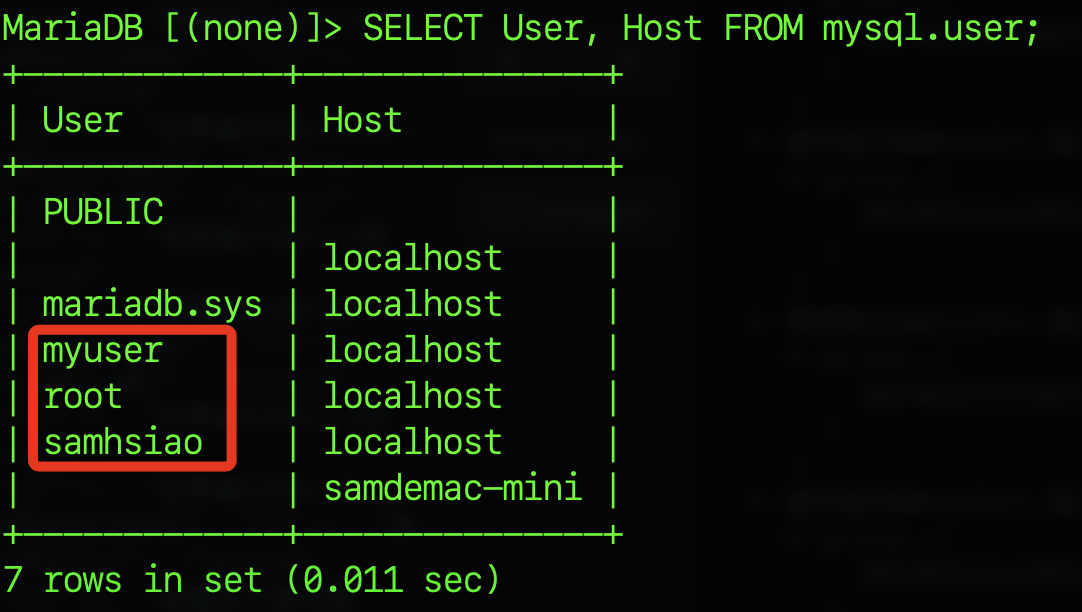 MariaDB [(none)]> SELECT User, Host FROM mysql.user;
+-------------+---------------+
| User        | Host          |
+-------------+---------------+
| PUBLIC      |               |
|             | localhost     |
| mariadb.sys | localhost     |
| myuser      | localhost     |
| root        | localhost     |
| samhsiao    | localhost     |
|             | samdemac-mini |
+-------------+---------------+
7 rows in set (0.011 sec)